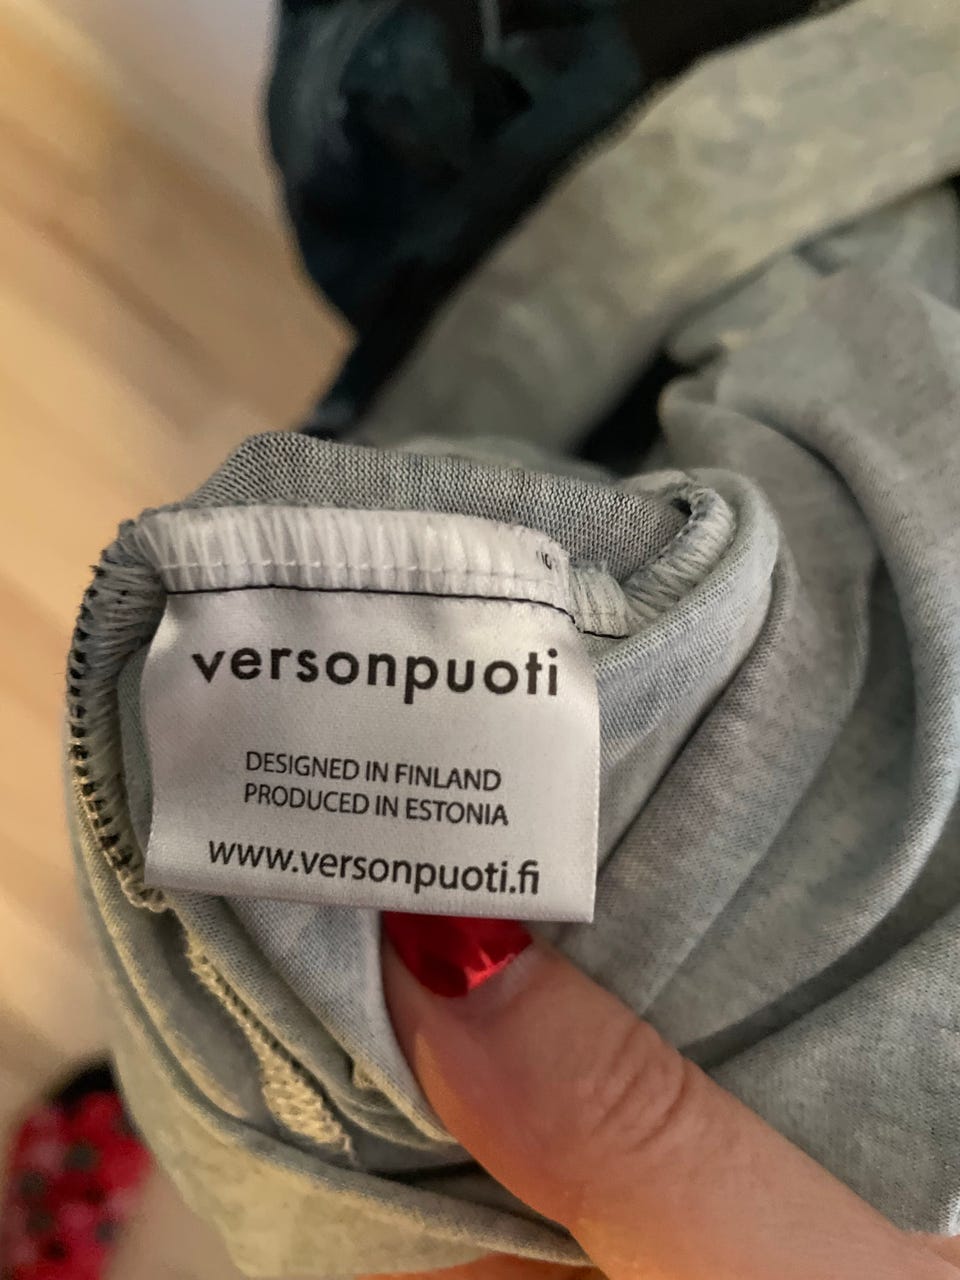 versonpuoti
DESIGNED IN FINLAND
PRODUCED IN ESTONIA
www.versonpuoti.fi